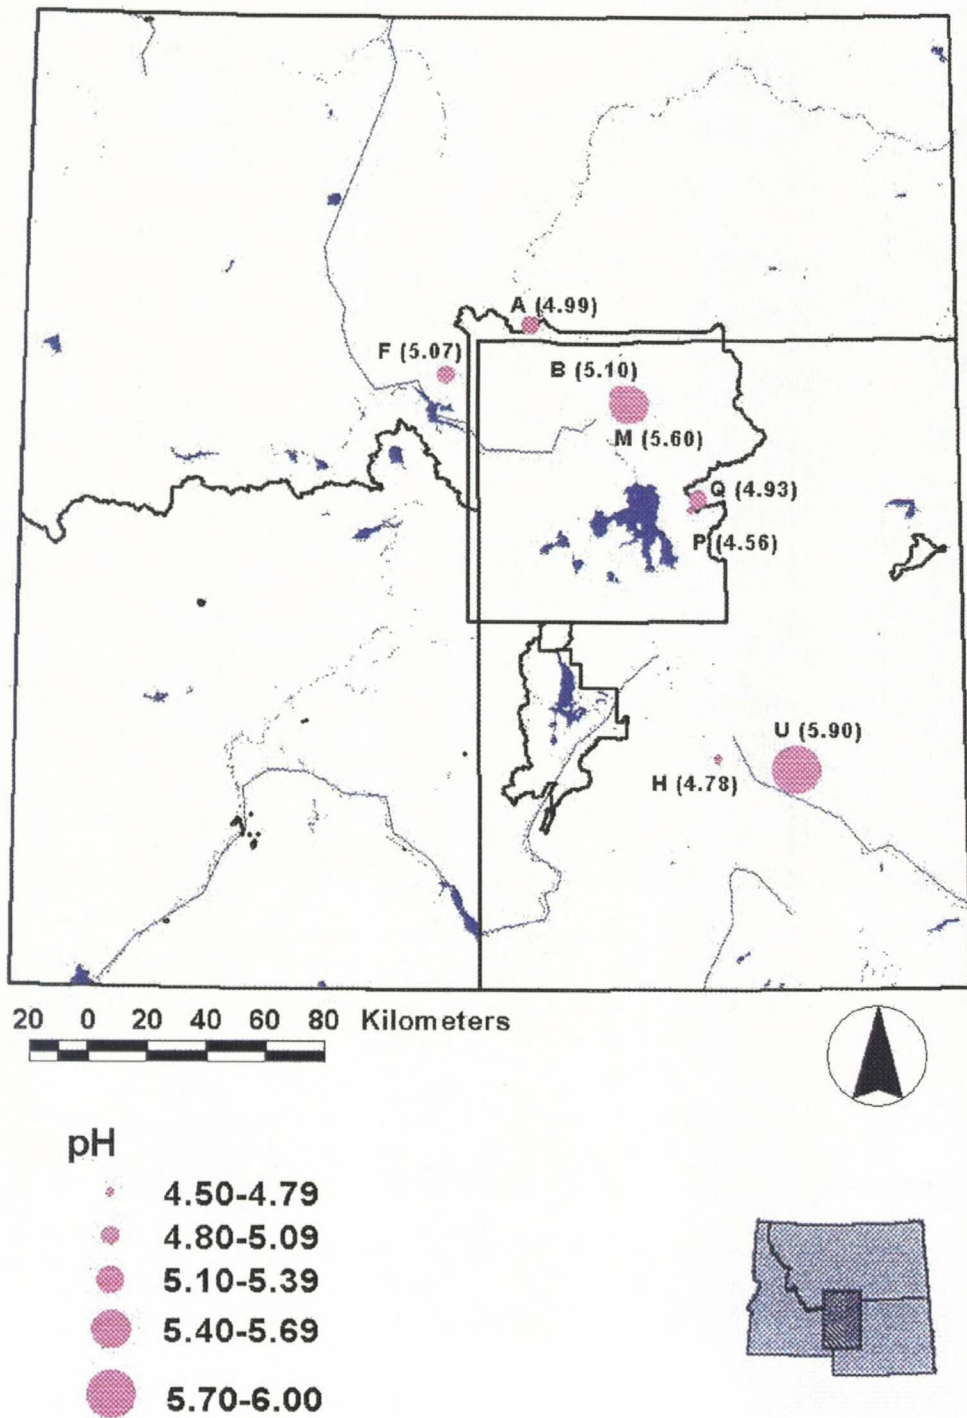 A (4.99)
F (5.07)
B (5.10)
M (5.60)
Q (4.93)
P (4.56)
U (5.90)
H (4.78)
20 0 20 40 60 80 Kilometers
pH
4.50-4.79
4.80-5.09
5.10-5.39
5.40-5.69
5.70-6.00